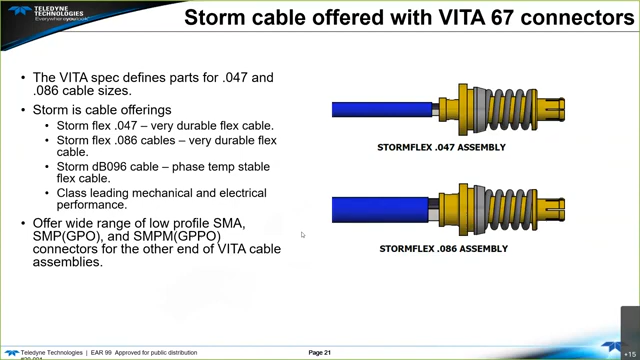 TELEDYNE
TECHNOLOGIES
Everywhereyoulook
Storm cable offered with VITA 67 connectors
• The VITA spec defines parts for .047 and
.086 cable sizes.
• Storm is cable offerings
• Storm flex .047 – very durable flex cable.
• Storm flex .086 cables – very durable flex
cable.
• Storm dB096 cable – phase temp stable
flex cable.
• Class leading mechanical and electrical
performance.
• Offer wide range of low profile SMA,
SMP(GPO), and SMPM(GPPO)
connectors for the other end of VITA cable
assemblies.
STORMFLEX .047 ASSEMBLY
STORMFLEX .086 ASSEMBLY
Teledyne Technologies | EAR 99 Approved for public distribution
Page 21
+15